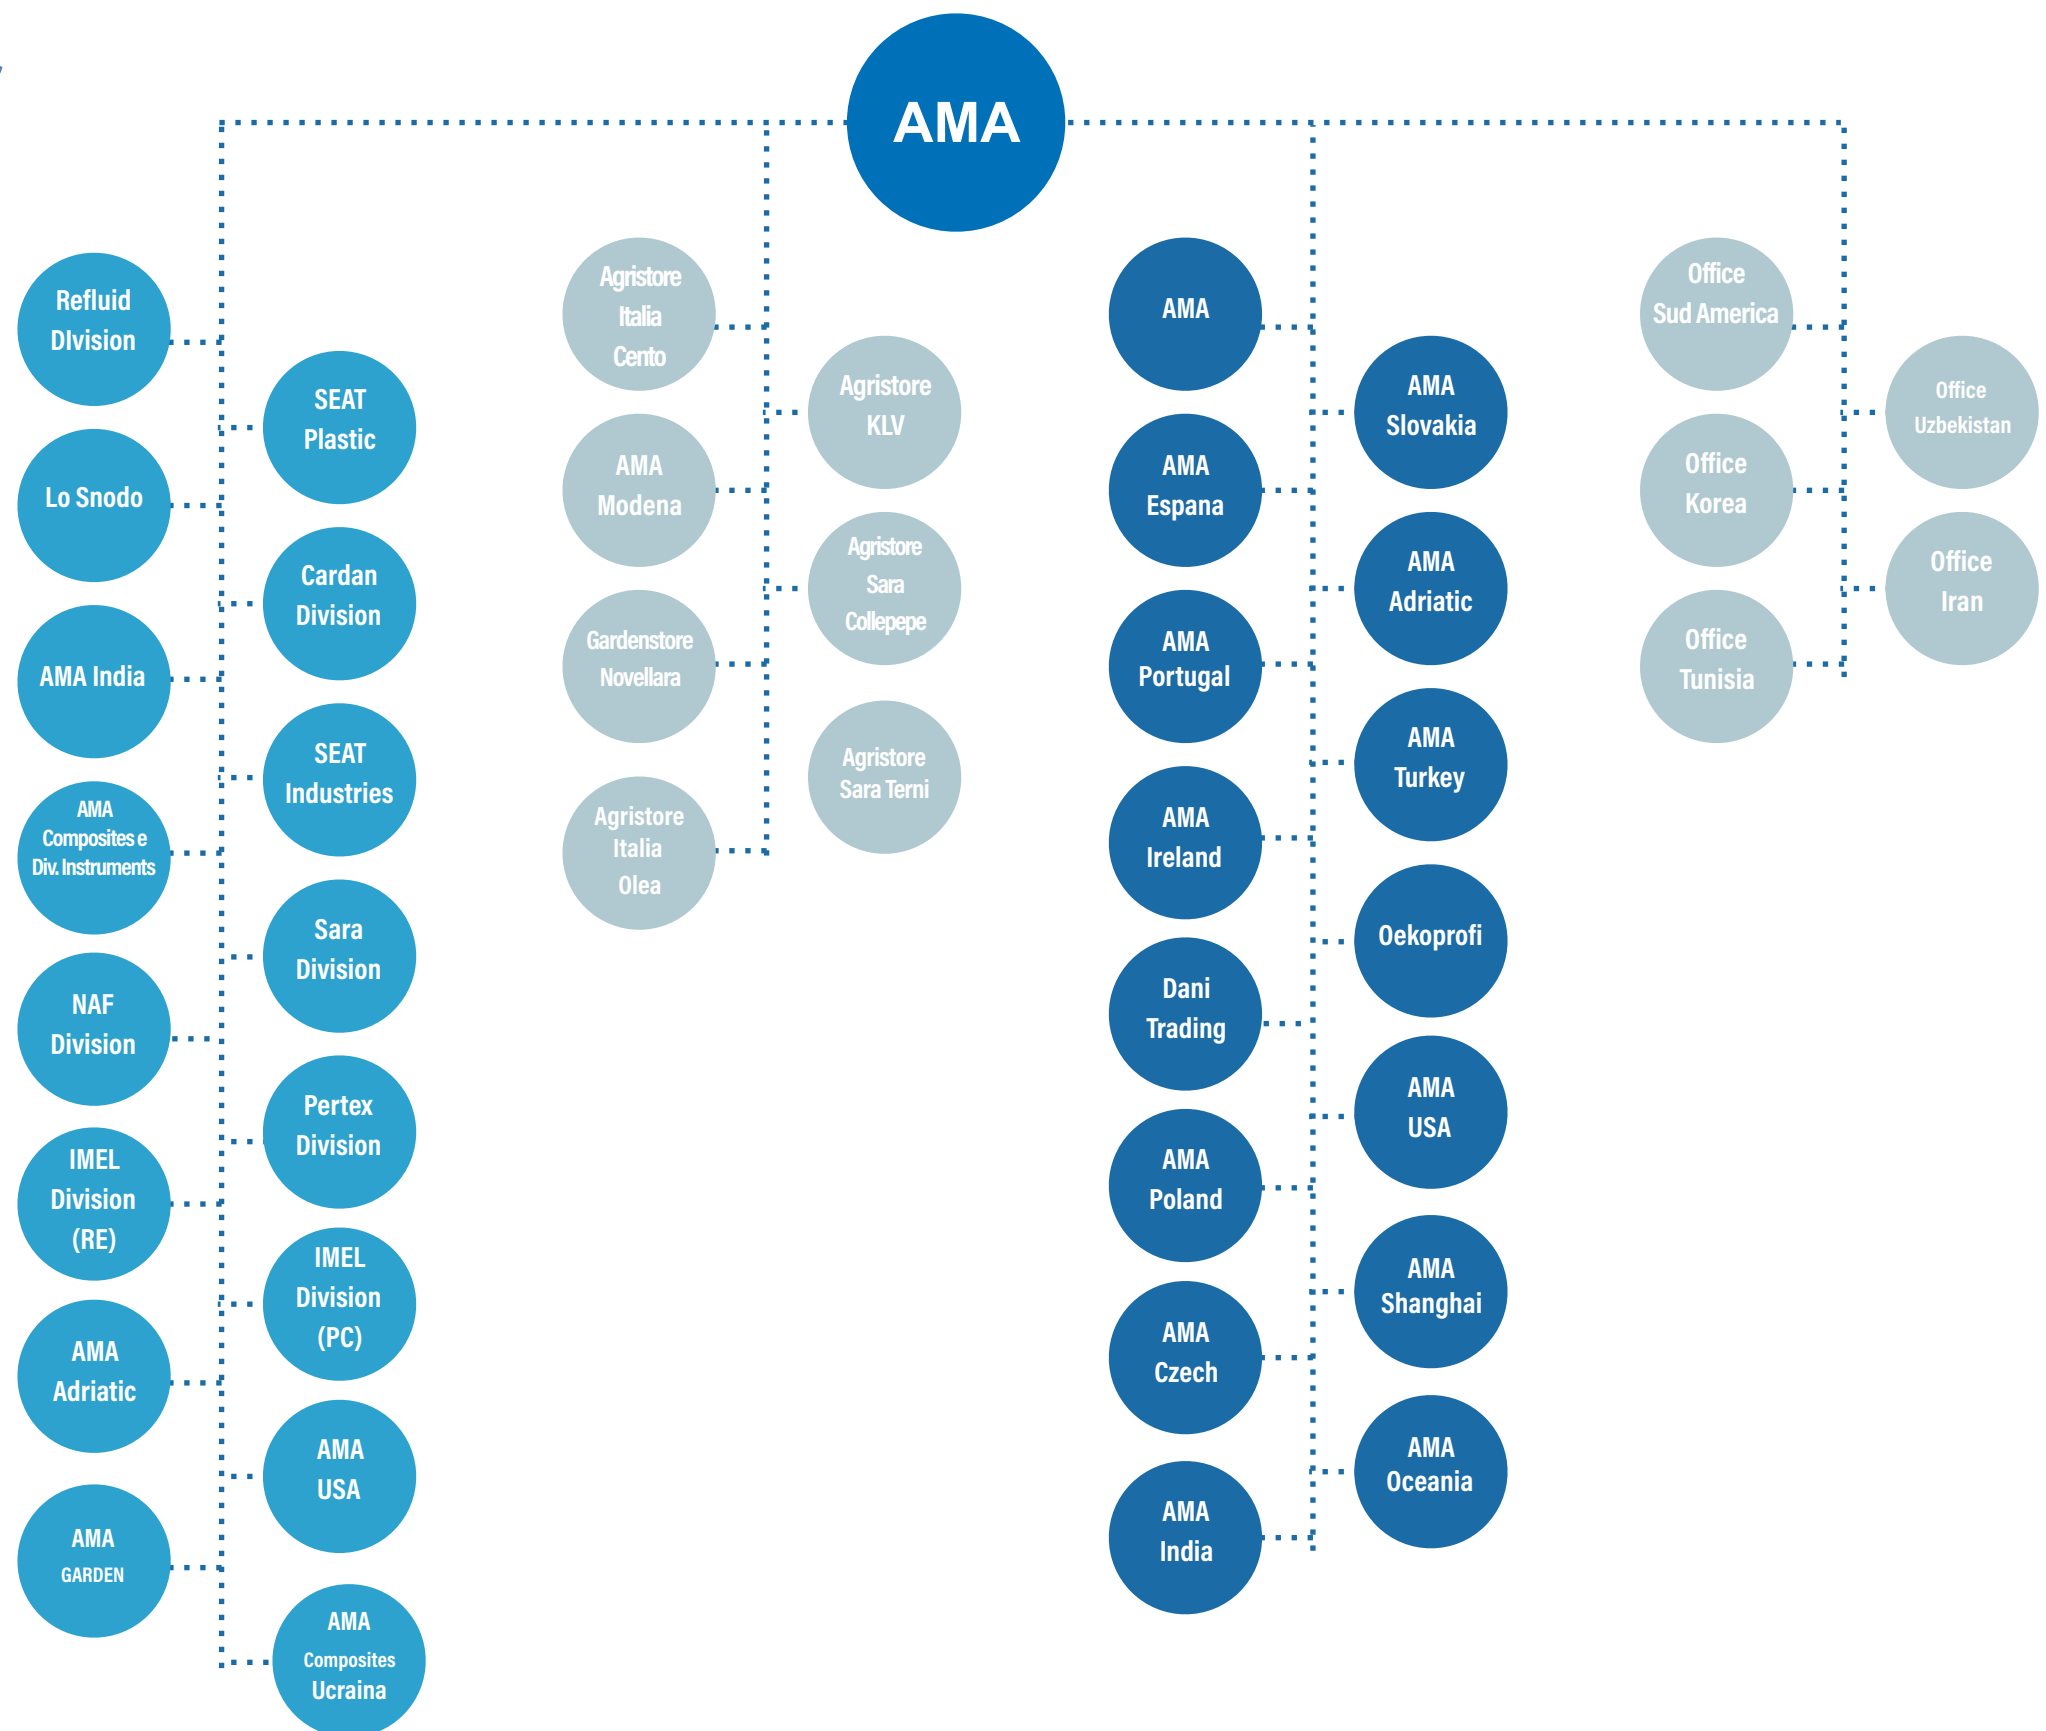 AMA
Refluid
DIvision
Lo Snodo
AMA India
AMA
Composites e
Div. Instruments
NAF
Division
IMEL
Division
(RE)
AMA
Adriatic
AMA
GARDEN
SEAT
Plastic
Cardan
Division
SEAT
Industries
Sara
Division
Pertex
Division
IMEL
Division
(PC)
AMA
USA
AMA
Composites
Ucraina
Agristore
Italia
Cento
AMA
Modena
Gardenstore
Novellara
Agristore
Italia
Olea
Agristore
KLV
Agristore
Sara
Collepepe
Agristore
Sara Terni
AMA
AMA
Espana
AMA
Portugal
AMA
Ireland
Dani
Trading
AMA
Poland
AMA
Czech
AMA
India
AMA
Slovakia
AMA
Adriatic
AMA
Turkey
Oekoprofi
AMA
USA
AMA
Shanghai
AMA
Oceania
Office
Sud America
Office
Korea
Office
Tunisia
Office
Uzbekistan
Office
Iran